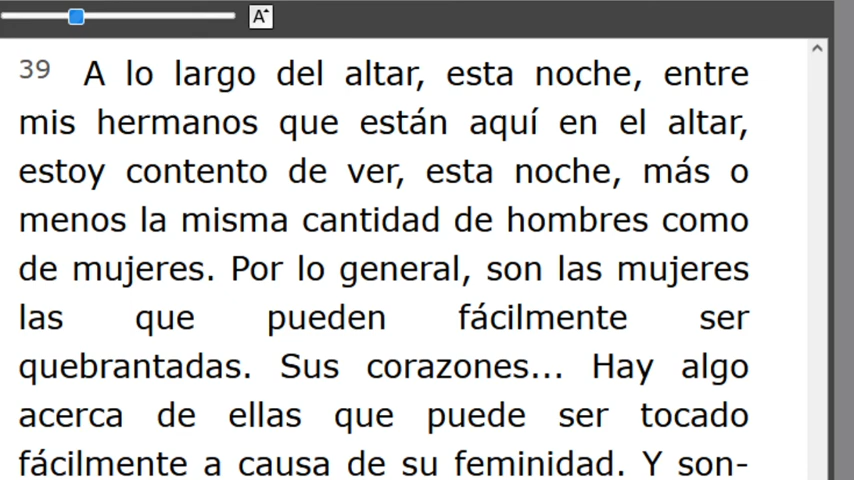 A
39 A lo largo del altar, esta noche, entre
mis hermanos que están aquí en el altar,
estoy contento de ver, esta noche, más o
menos la misma cantidad de hombres como
de mujeres. Por lo general, son las mujeres
las que pueden fácilmente ser
quebrantadas. Sus corazones... Hay algo
acerca de ellas que puede ser tocado
fácilmente a causa de su feminidad. Y son-